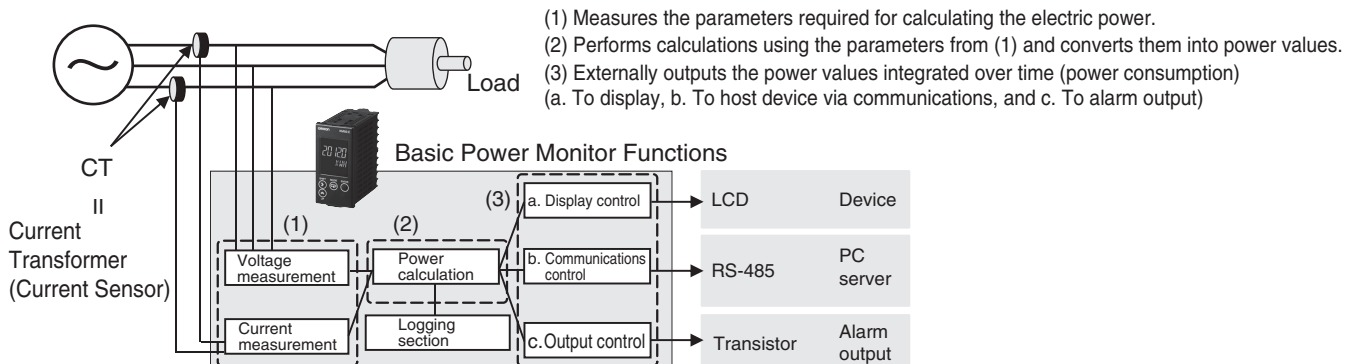 (1) Measures the parameters required for calculating the electric power.
(2) Performs calculations using the parameters from (1) and converts them into power values.
(3) Externally outputs the power values integrated over time (power consumption)
(a. To display, b. To host device via communications, and c. To alarm output)
Load
CT
=
Current
Transformer
(Current Sensor)
Basic Power Monitor Functions
(1)
(2)
(3)
Voltage
measurement
Current
measurement
Power
calculation
Logging
section
a. Display control
b. Communications
control
c.Output control
LCD
Device
RS-485
PC
server
Transistor
Alarm
output